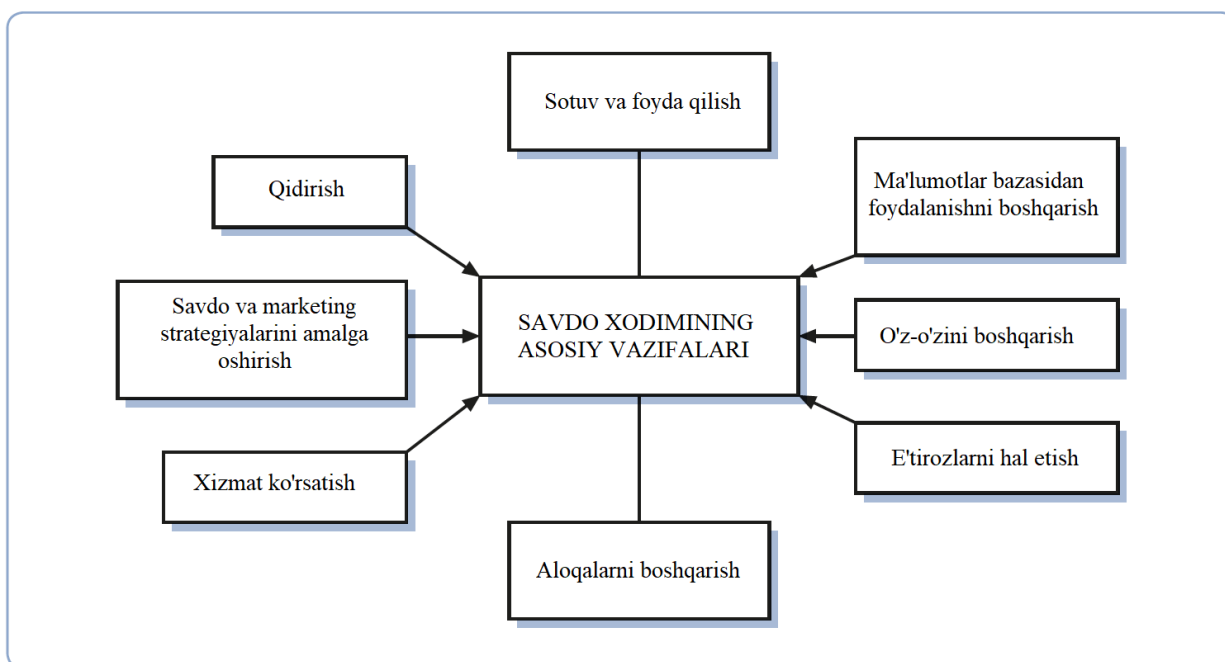 Sotuv va foyda qilish
Qidirish
Ma'lumotlar bazasidan
foydalanishni boshqarish
Savdo va marketing
strategiyalarini amalga
oshirish
SAVDO XODIMINING
ASOSIY VAZIFALARI
O'z-o'zini boshqarish
Xizmat ko'rsatish
E'tirozlarni hal etish
Aloqalarni boshqarish